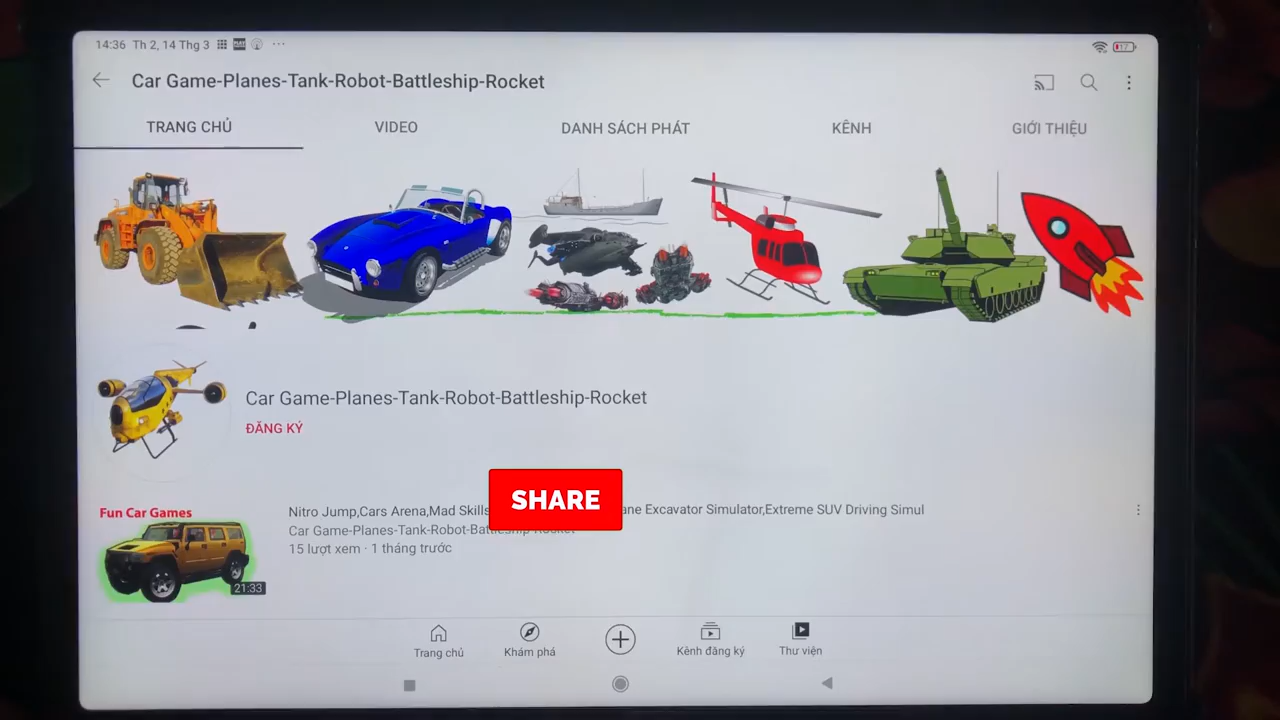 14:36 Th 2, 14 Thg 3
17
Car Game-Planes-Tank-Robot-Battleship-Rocket
TRANG CHỦ
VIDEO
DANH SÁCH PHÁT
KÊNH
GIỚI THIỆU
Car Game-Planes-Tank-Robot-Battleship-Rocket
ĐĂNG KÝ
SHARE
Fun Car Games
21:33
Nitro Jump,Cars Arena,Mad Skills ane Excavator Simulator,Extreme SUV Driving Simul
Car Game-Planes-Tank-Robot-Battleship-Rocket
15 lượt xem · 1 tháng trước
Trang chủ
Khám phá
Kênh đăng ký
Thư viện